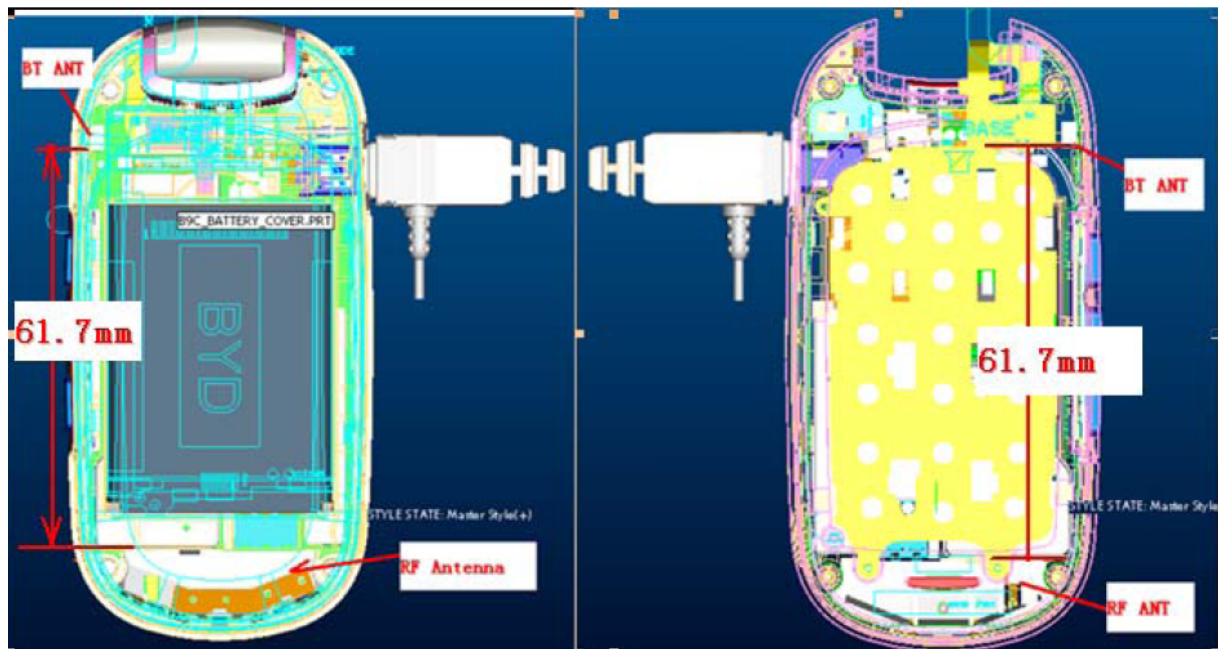 BT ANT
B9C_BATTERY_COVER.PRT
BYD
61.7mm
STYLE STATE: Master Style(+)
RF Antenna
BASE
BT ANT
61.7mm
STYLE STATE: Master Style
RF ANT